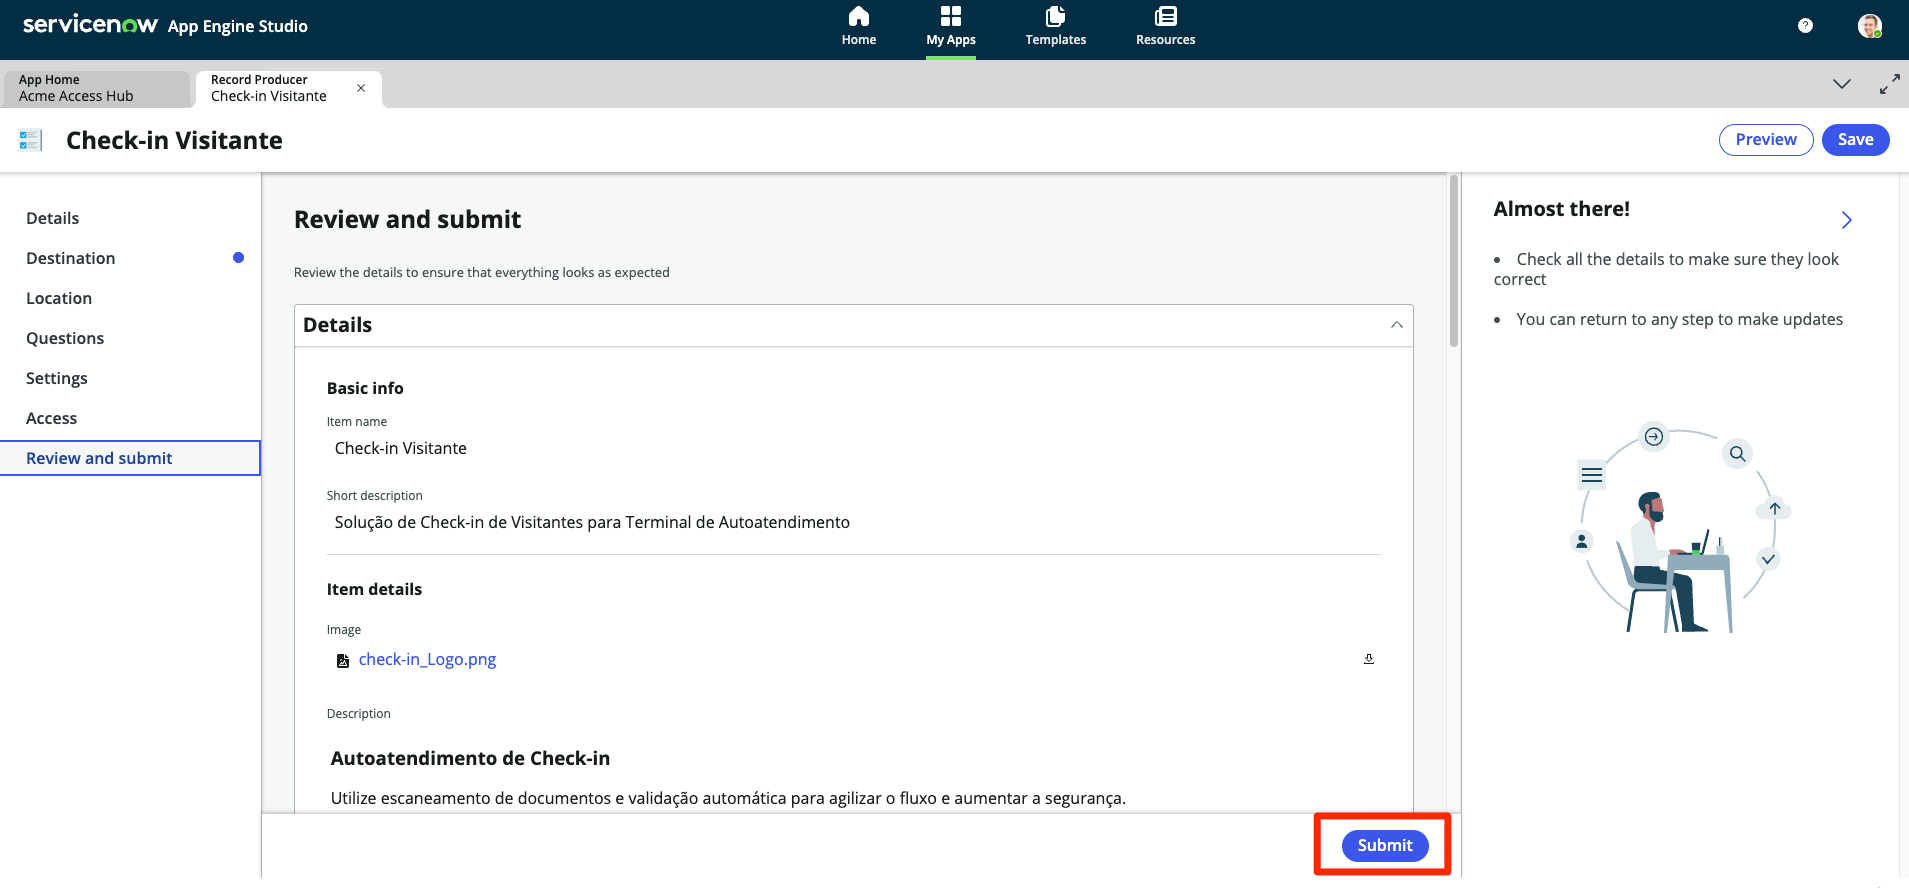 servicenow App Engine Studio
Home
My Apps
Templates
Resources
App Home
Acme Access Hub
Record Producer
Check-in Visitante
Check-in Visitante
Preview
Save
Details
Destination
Location
Questions
Settings
Access
Review and submit
Review and submit
Review the details to ensure that everything looks as expected
Details
Basic info
Item name
Check-in Visitante
Short description
Solução de Check-in de Visitantes para Terminal de Autoatendimento
Item details
Image
check-in_Logo.png
Description
Autoatendimento de Check-in
Utilize escaneamento de documentos e validação automática para agilizar o fluxo e aumentar a segurança.
Submit
Almost there!
• Check all the details to make sure they look
correct
• You can return to any step to make updates